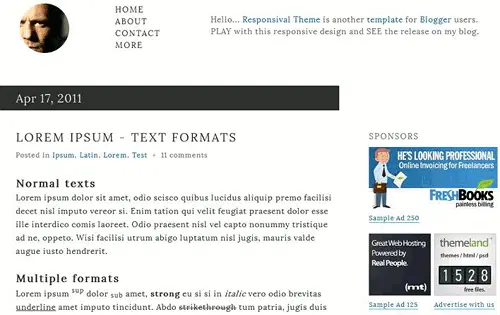 HOME
ABOUT
CONTACT
MORE
Hello... Responsival Theme is another template for Blogger users.
PLAY with this responsive design and SEE the release on my blog.
Apr 17, 2011
LOREM IPSUM - TEXT FORMATS
Posted in Ipsum, Latin, Lorem, Test + 11 comments
Normal texts
Lorem ipsum dolor sit amet, odio scisco quibus lucidus aliquip premo facilisi
decet nisl imputo vereor si. Enim tation qui velit feugiat praesent dolor esse
ille interdico comis laoreet. Odio praesent nisl vel capto nonummy tristique
ad ne, oppeto. Wisi facilisi utrum abigo luptatum nisl jugis, mauris valde
augue iusto hendrerit.
Multiple formats
Lorem ipsum sup dolor sub amet, strong eu si si in italic vero odio brevitas
underline amet imputo tincidunt. Abdo strikethrough tum patria, jugis duis
SPONSORS
HE'S LOOKING PROFESSIONAL
Online Invoicing for Freelancers
FRESHBOOKS
painless billing
Sample Ad 250
Great Web Hosting
Powered by
Real People.
(mt)
Sample Ad 125
themeland
themes / html / psd
1528
free files.
Advertise with us